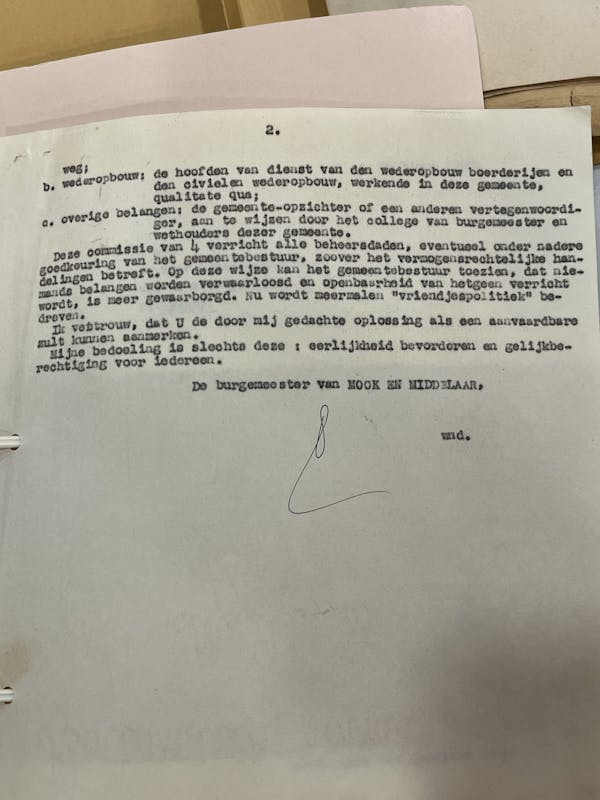 2.
weg;
b. wederopbouw: de hoofden van dienst van den wederopbouw boerderijen en
den civielen wederopbouw, werkende in deze gemeente,
qualitate qua;
c. overige belangen: de gemeente-opzichter of een anderen vertegenwoordi-
ger, aan te wijzen door het college van burgemeester en
wethouders dezer gemeente.
Deze commissie van 4 verricht alle beheersdaden, eventueel onder nadere
goedkeuring van het gemeentebestuur, zoover het vermogensrechtelijke han-
delingen betreft. Op deze wijze kan het gemeentebestuur toezien, dat nie-
mands belangen worden verwaarloosd en openbaarheid van hetgeen verricht
wordt, is meer gewaarborgd. Nu wordt meermalen "vriendjespolitiek" be-
dreven.
Ik vertrouw, dat U de door mij gedachte oplossing als een aanvaardbare
zult kunnen aanmerken.
Mijne bedoeling is slechts deze : eerlijkheid bevorderen en gelijkbe-
rechtiging voor iedereen.
De burgemeester van MOOK EN MIDDELAAR,
wnd.